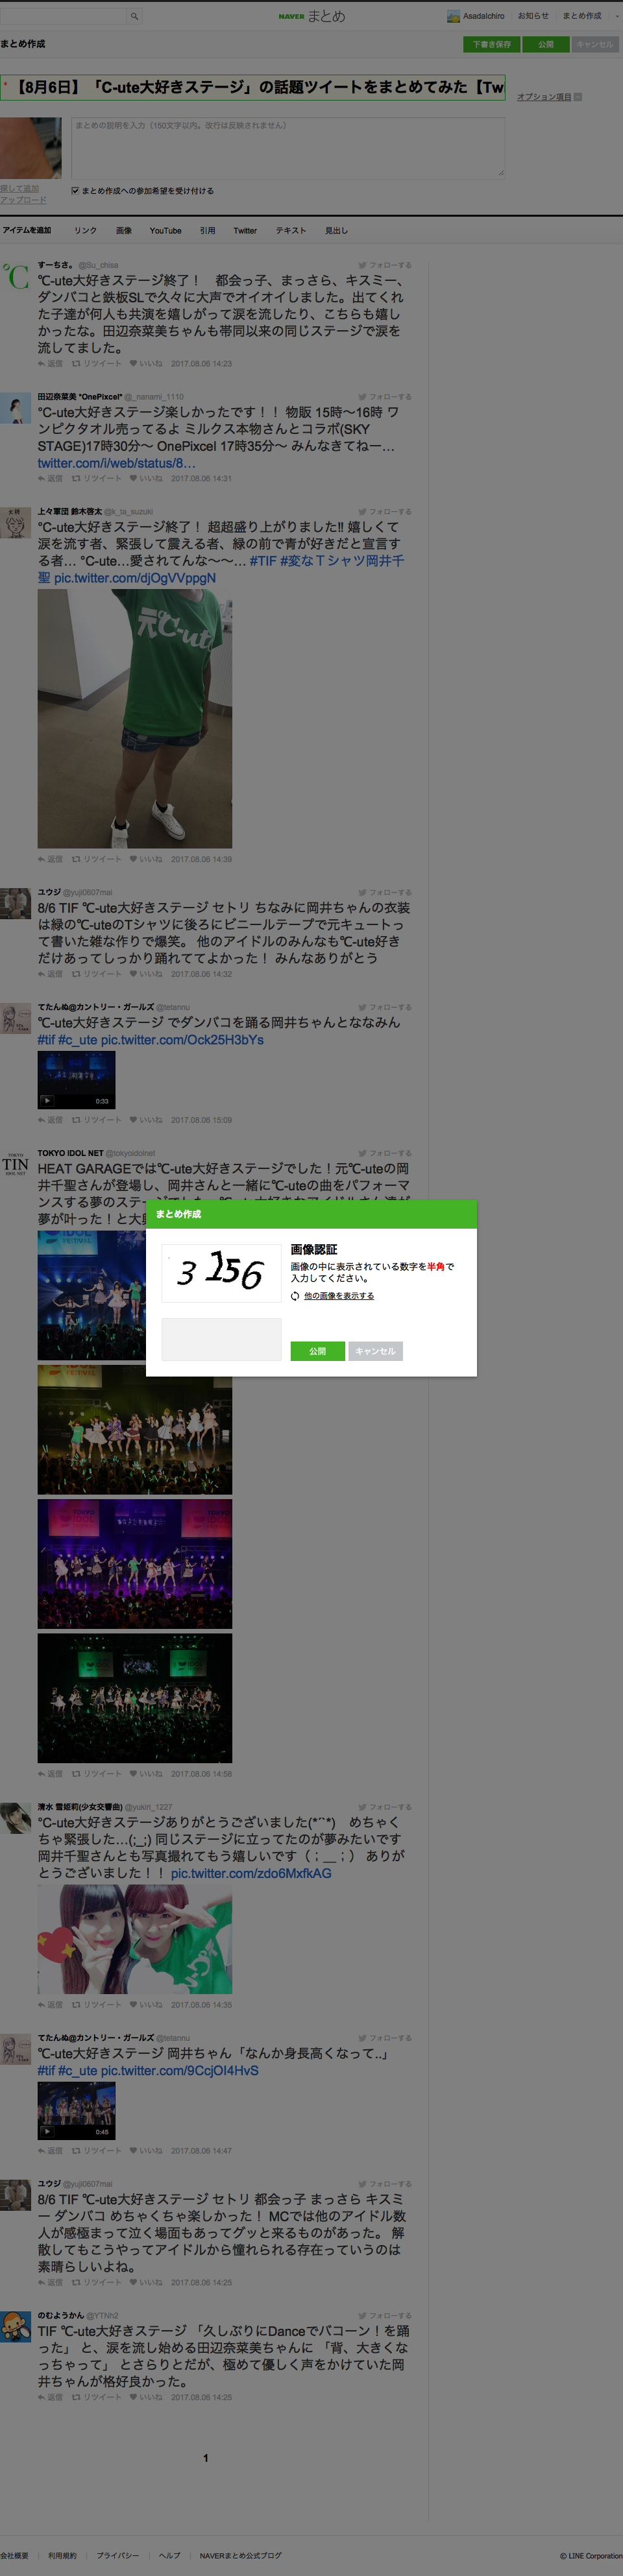 NAVER まとめ
AsadaIchiro お知らせ まとめ作成
まとめ作成
下書き保存 公開 キャンセル
* 【8月6日】「C-ute大好きステージ」の話題ツイートをまとめてみた【Twi
オプション項目
まとめの説明を入力（160文字以内。改行は反映されません）
探して追加
アップロード
まとめ作成への参加希望を受け付ける
アイテムを追加 リンク 画像 YouTube 引用 Twitter テキスト 見出し
すーちさ。 @Su_chisa フォローする
℃-ute大好きステージ終了！　都会っ子、まっさら、キスミー、
ダンバコと鉄板SLで久々に大声でオイオイしました。出てくれ
た子達が何人も共演を嬉しがって涙を流したり、こちらも嬉し
かったな。田辺奈菜美ちゃんも帯同以来の同じステージで涙を
流してました。
返信 リツイート いいね 2017.08.06 14:23
田辺奈菜美 *OnePixcel* @_nanami_1110 フォローする
°C-ute大好きステージ楽しかったです！！ 物販 15時〜16時 ワ
ンピクタオル売ってるよ ミルクス本物さんとコラボ(SKY
STAGE)17時30分〜 OnePixcel 17時35分〜 みんなきてねー…
twitter.com/i/web/status/8…
返信 リツイート いいね 2017.08.06 14:31
上々軍団 鈴木啓太 @k_ta_suzuki フォローする
°C-ute大好きステージ終了！ 超超盛り上がりました‼ 嬉しくて
涙を流す者、緊張して震える者、緑の前で青が好きだと宣言す
る者… °C-ute…愛されてんな〜〜… #TIF #変なＴシャツ岡井千
聖 pic.twitter.com/djOgVVppgN
元℃-ut
返信 リツイート いいね 2017.08.06 14:39
ユウジ @yuji0607mai フォローする
8/6 TIF ℃-ute大好きステージ セトリ ちなみに岡井ちゃんの衣装
は緑の℃-uteのTシャツに後ろにビニールテープで元キュートっ
て書いた雑な作りで爆笑。 他のアイドルのみんなも℃-ute好き
だけあってしっかり踊れててよかった！ みんなありがとう
返信 リツイート いいね 2017.08.06 14:32
てたんぬ@カントリー・ガールズ @tetannu フォローする
℃-ute大好きステージ でダンバコを踊る岡井ちゃんとななみん
#tif #c_ute pic.twitter.com/Ock25H3bYs
0:33
返信 リツイート いいね 2017.08.06 15:09
TOKYO
TIN
IDOL NET
TOKYO IDOL NET @tokyoidolnet フォローする
HEAT GARAGEでは℃-ute大好きステージでした！元℃-uteの岡
井千聖さんが登場し、岡井さんと一緒に℃-uteの曲をパフォーマ
まとめ作成
3156
画像認証
画像の中に表示されている数字を半角で
入力してください。
他の画像を表示する
公開 キャンセル
返信 リツイート いいね 2017.08.06 14:56
清水 雪姫莉(少女交響曲) @yukiri_1227 フォローする
℃-ute大好きステージありがとうございました(*´`*)　めちゃく
ちゃ緊張した…(;_;) 同じステージに立ってたのが夢みたいです
岡井千聖さんとも写真撮れてもう嬉しいです（；__；） ありが
とうございました！！ pic.twitter.com/zdo6MxfkAG
返信 リツイート いいね 2017.08.06 14:35
てたんぬ@カントリー・ガールズ @tetannu フォローする
℃-ute大好きステージ 岡井ちゃん「なんか身長高くなって..」
#tif #c_ute pic.twitter.com/9CcjOI4HvS
0:45
返信 リツイート いいね 2017.08.06 14:47
ユウジ @yuji0607mai フォローする
8/6 TIF ℃-ute大好きステージ セトリ 都会っ子 まっさら キスミ
ー ダンバコ めちゃくちゃ楽しかった！ MCでは他のアイドル数
人が感極まって泣く場面もあってグッと来るものがあった。 解
散してもこうやってアイドルから憧れられる存在っていうのは
素晴らしいよね。
返信 リツイート いいね 2017.08.06 14:25
のむようかん @YTNh2 フォローする
TIF ℃-ute大好きステージ 「久しぶりにDanceでバコーン！を踊
った」 と、涙を流し始める田辺奈菜美ちゃんに 「背、大きくな
っちゃって」 とさらりとだが、極めて優しく声をかけていた岡
井ちゃんが格好良かった。
返信 リツイート いいね 2017.08.06 14:25
1
会社概要 利用規約 プライバシー ヘルプ NAVERまとめ公式ブログ
© LINE Corporation